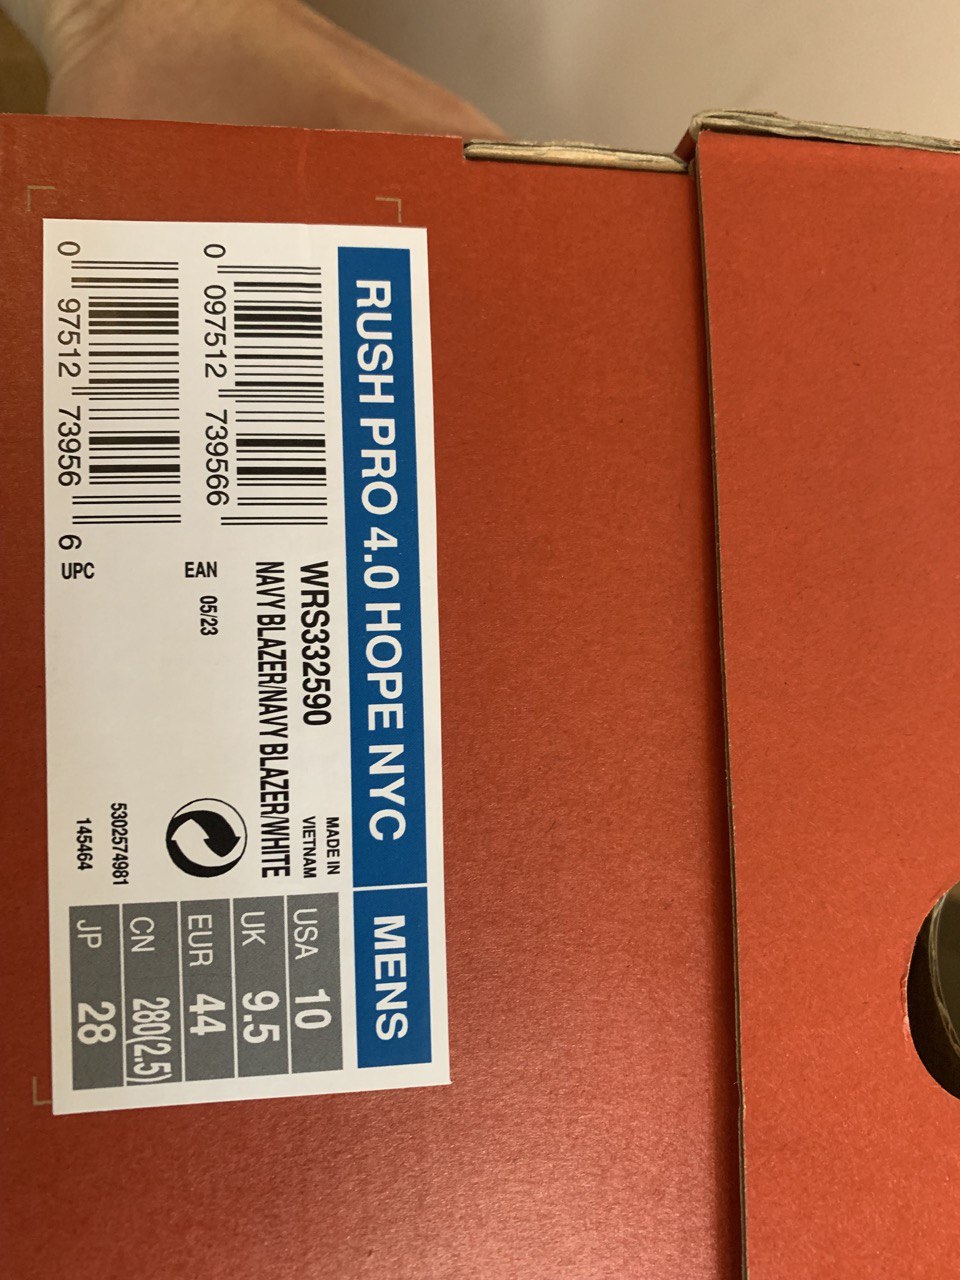 RUSH PRO 4.0 HOPE NYC MENS
0 097512 739566
EAN 05/23
0 97512 73956 6
UPC
WRS332590
NAVY BLAZER/NAVY BLAZER/WHITE
MADE IN
VIETNAM
5302574981
145464
USA 10
UK 9.5
EUR 44
CN 280(2.5)
JP 28